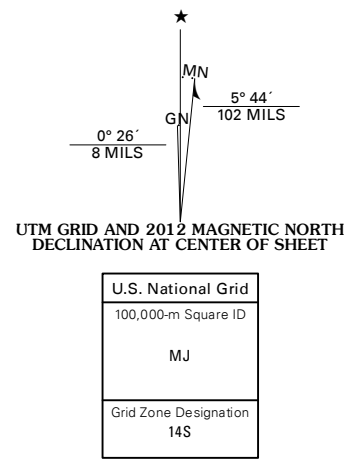 ★
MN
GN
5° 44´
102 MILS
0° 26´
8 MILS
UTM GRID AND 2012 MAGNETIC NORTH
DECLINATION AT CENTER OF SHEET
U.S. National Grid
100,000-m Square ID
MJ
Grid Zone Designation
14S